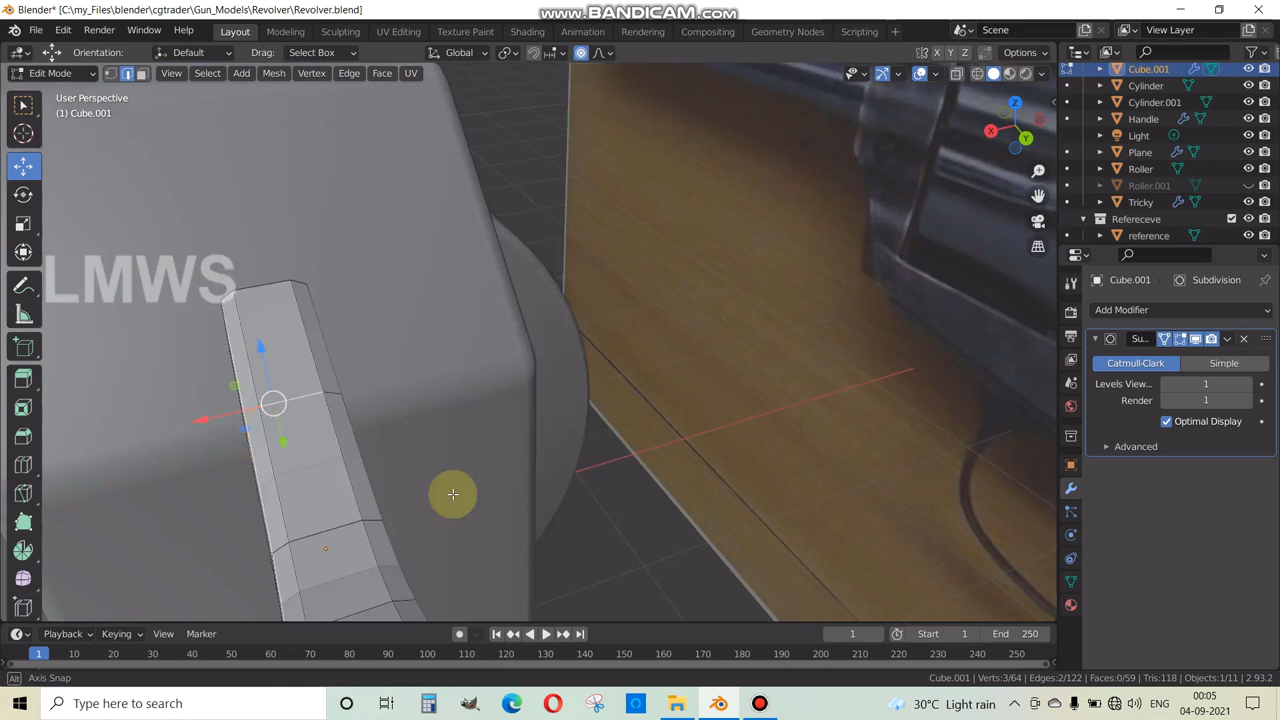 Blender* [C:\my_Files\blender\cgtrader\Gun_Models\Revolver\Revolver.blend]
www.BANDICAM.com
File Edit Render Window Help Layout Modeling Sculpting UV Editing Texture Paint Shading Animation Rendering Compositing Geometry Nodes Scripting + Scene View Layer
Orientation: Default Drag: Select Box Global X Y Z Options
Edit Mode View Select Add Mesh Vertex Edge Face UV
User Perspective
(1) Cube.001
Z
X
Y
LMWS
Cube.001
Cylinder
Cylinder.001
Handle
Light
Plane
Roller
Roller.001
Tricky
Refereceve
reference
Cube.001 Subdivision
Add Modifier
Su...
Catmull-Clark Simple
Levels View... 1
Render 1
Optimal Display
Advanced
Playback Keying View Marker 1 Start 1 End 250
1 10 20 30 40 50 60 70 80 90 100 110 120 130 140 150 160 170 180 190 200 210 220 230 240 250
Alt Axis Snap Cube.001 | Verts:3/64 | Edges:2/122 | Faces:0/59 | Tris:118 | Objects:1/11 | 2.93.2
Type here to search 30°C Light rain ENG 00:05
04-09-2021